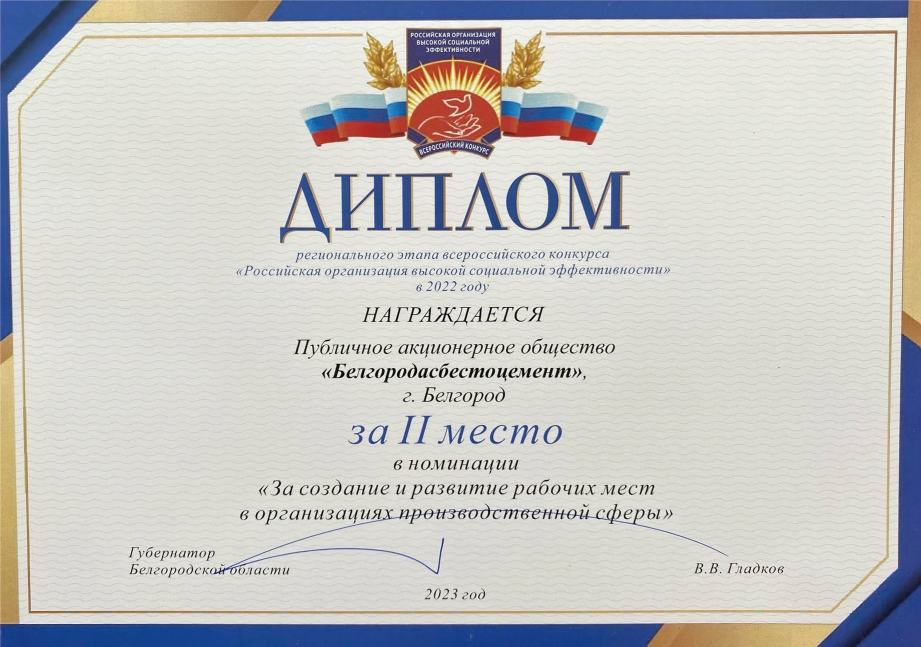 РОССИЙСКАЯ ОРГАНИЗАЦИЯ
ВЫСОКОЙ СОЦИАЛЬНОЙ
ЭФФЕКТИВНОСТИ
ВСЕРОССИЙСКИЙ КОНКУРС
ДИПЛОМ
регионального этапа всероссийского конкурса
«Российская организация высокой социальной эффективности»
в 2022 году
НАГРАЖДАЕТСЯ
Публичное акционерное общество
«Белгородасбестоцемент»,
г. Белгород
за II место
в номинации
«За создание и развитие рабочих мест
в организациях производственной сферы»
Губернатор
Белгородской области
В.В. Гладков
2023 год